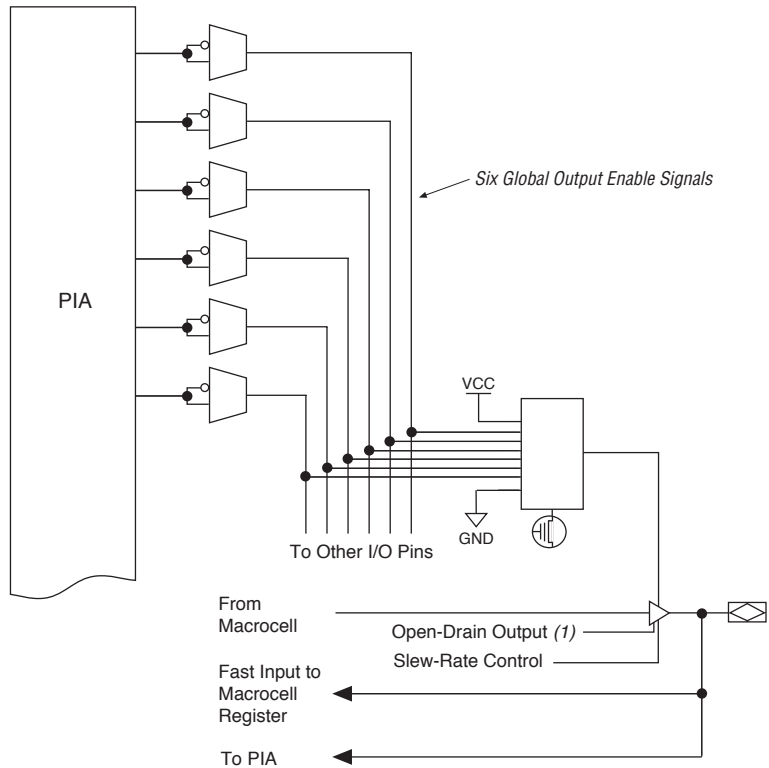 Six Global Output Enable Signals
PIA
VCC
GND
To Other I/O Pins
From
Macrocell
Open-Drain Output (1)
Slew-Rate Control
Fast Input to
Macrocell
Register
To PIA